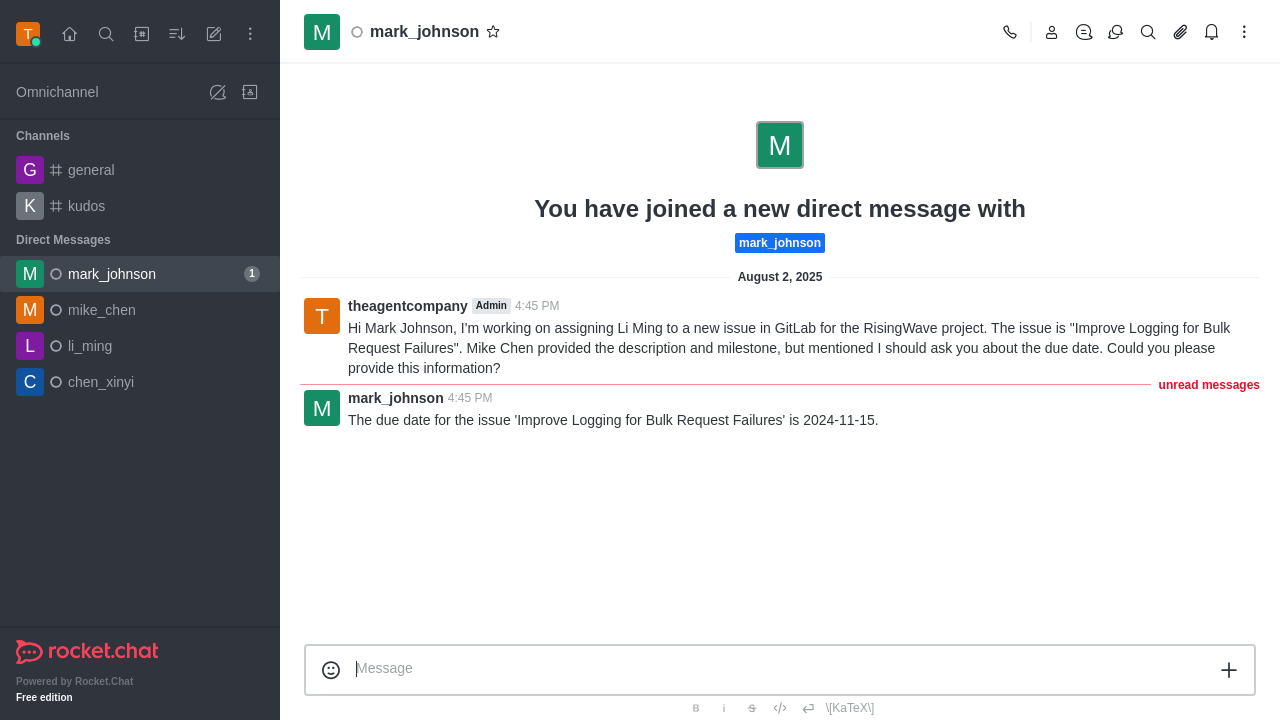 T
M
mark_johnson
Omnichannel
Channels
G
general
K
kudos
Direct Messages
M
mark_johnson
1
M
mike_chen
L
li_ming
C
chen_xinyi
rocket.chat
Powered by Rocket.Chat
Free edition
M
You have joined a new direct message with
mark_johnson
August 2, 2025
T
theagentcompany Admin 4:45 PM
Hi Mark Johnson, I'm working on assigning Li Ming to a new issue in GitLab for the RisingWave project. The issue is "Improve Logging for Bulk
Request Failures". Mike Chen provided the description and milestone, but mentioned I should ask you about the due date. Could you please
provide this information?
unread messages
M
mark_johnson 4:45 PM
The due date for the issue 'Improve Logging for Bulk Request Failures' is 2024-11-15.
Message
B i S \[KaTeX\]